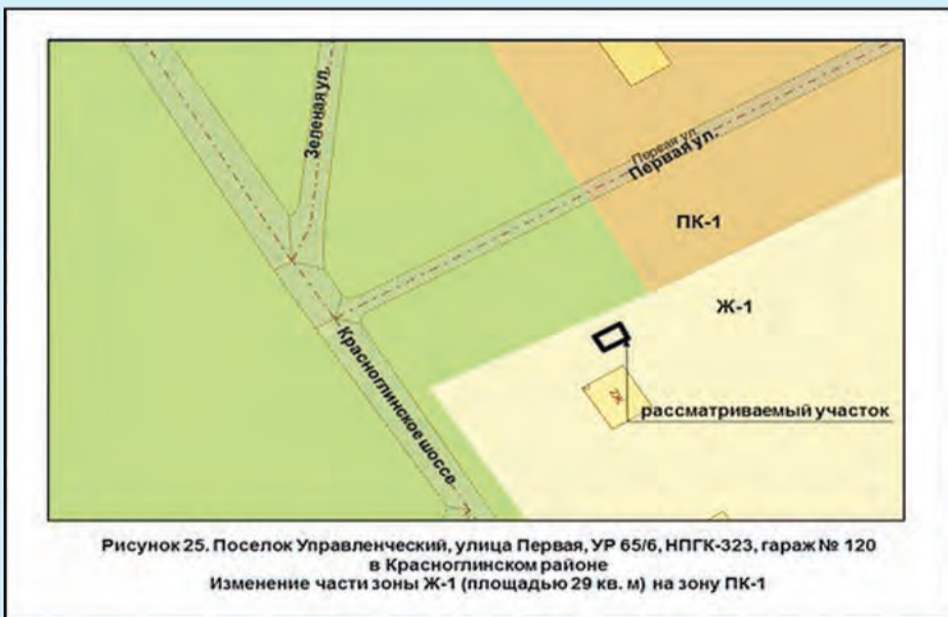 Зеленая ул.
Первая ул.
Первая ул.
ПК-1
Ж-1
Красноглинское шоссе
2К
рассматриваемый участок
Рисунок 25. Поселок Управленческий, улица Первая, УР 65/6, НПГК-323, гараж № 120
в Красноглинском районе
Изменение части зоны Ж-1 (площадью 29 кв. м) на зону ПК-1